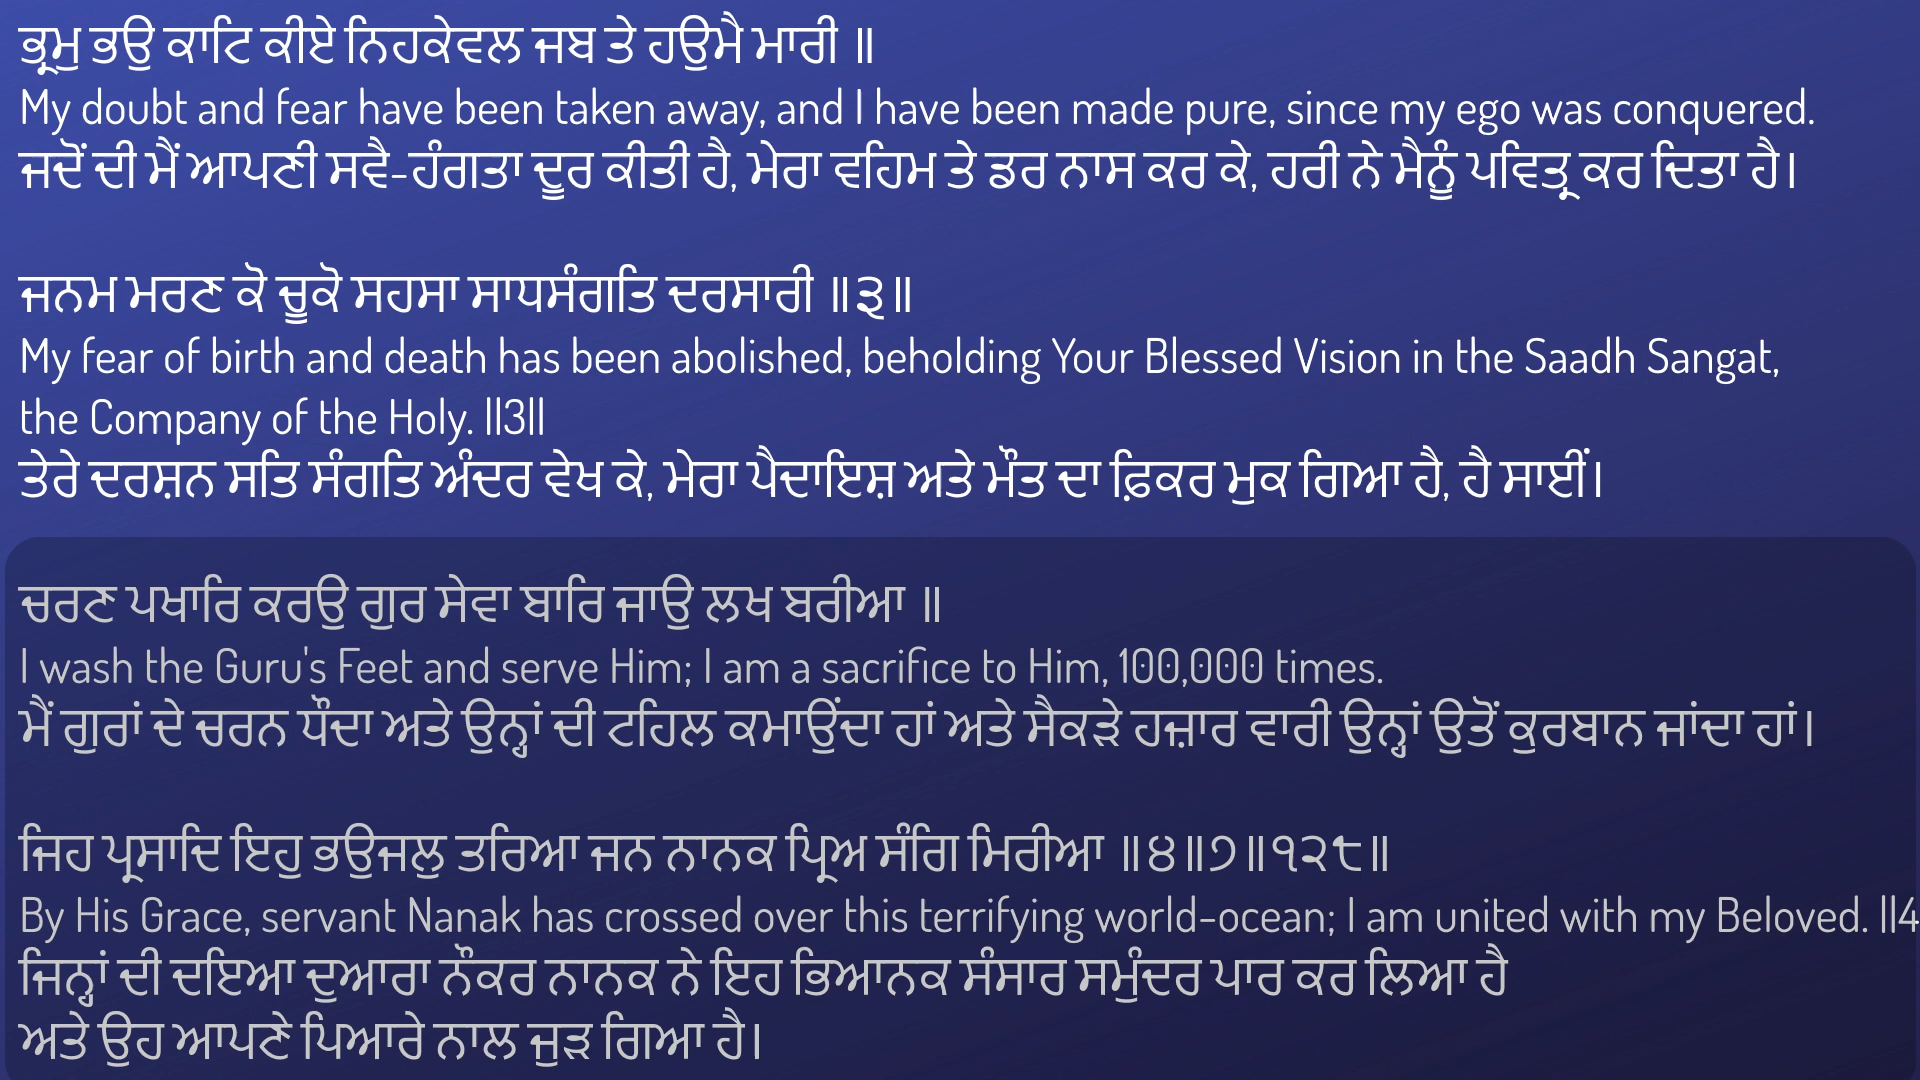 ਭ੍ਰਮੁ ਭਉ ਕਾਟਿ ਕੀਏ ਨਿਹਕੇਵਲ ਜਬ ਤੇ ਹਉਮੈ ਮਾਰੀ ॥
My doubt and fear have been taken away, and I have been made pure, since my ego was conquered.
ਜਦੋਂ ਦੀ ਮੈਂ ਆਪਣੀ ਸਵੈ-ਹੰਗਤਾ ਦੂਰ ਕੀਤੀ ਹੈ, ਮੇਰਾ ਵਹਿਮ ਤੇ ਡਰ ਨਾਸ ਕਰ ਕੇ, ਹਰੀ ਨੇ ਮੈਨੂੰ ਪਵਿਤ੍ਰ ਕਰ ਦਿਤਾ ਹੈ।
ਜਨਮ ਮਰਣ ਕੋ ਚੂਕੋ ਸਹਸਾ ਸਾਧਸੰਗਤਿ ਦਰਸਾਰੀ ॥੩॥
My fear of birth and death has been abolished, beholding Your Blessed Vision in the Saadh Sangat,
the Company of the Holy. ||3||
ਤੇਰੇ ਦਰਸ਼ਨ ਸਤਿ ਸੰਗਤਿ ਅੰਦਰ ਵੇਖ ਕੇ, ਮੇਰਾ ਪੈਦਾਇਸ਼ ਅਤੇ ਮੌਤ ਦਾ ਫ਼ਿਕਰ ਮੁਕ ਗਿਆ ਹੈ, ਹੈ ਸਾਈਂ।
ਚਰਣ ਪਖਾਰਿ ਕਰਉ ਗੁਰ ਸੇਵਾ ਬਾਰਿ ਜਾਉ ਲਖ ਬਰੀਆ ॥
I wash the Guru's Feet and serve Him; I am a sacrifice to Him, 100,000 times.
ਮੈਂ ਗੁਰਾਂ ਦੇ ਚਰਨ ਧੌਦਾ ਅਤੇ ਉਨ੍ਹਾਂ ਦੀ ਟਹਿਲ ਕਮਾਉਂਦਾ ਹਾਂ ਅਤੇ ਸੈਕੜੇ ਹਜ਼ਾਰ ਵਾਰੀ ਉਨ੍ਹਾਂ ਉਤੋਂ ਕੁਰਬਾਨ ਜਾਂਦਾ ਹਾਂ।
ਜਿਹ ਪ੍ਰਸਾਦਿ ਇਹੁ ਭਉਜਲੁ ਤਰਿਆ ਜਨ ਨਾਨਕ ਪ੍ਰਿਅ ਸੰਗਿ ਮਿਰੀਆ ॥੪॥੭॥੧੨੮॥
By His Grace, servant Nanak has crossed over this terrifying world-ocean; I am united with my Beloved. ||4
ਜਿਨ੍ਹਾਂ ਦੀ ਦਇਆ ਦੁਆਰਾ ਨੌਕਰ ਨਾਨਕ ਨੇ ਇਹ ਭਿਆਨਕ ਸੰਸਾਰ ਸਮੁੰਦਰ ਪਾਰ ਕਰ ਲਿਆ ਹੈ
ਅਤੇ ਉਹ ਆਪਣੇ ਪਿਆਰੇ ਨਾਲ ਜੁੜ ਗਿਆ ਹੈ।